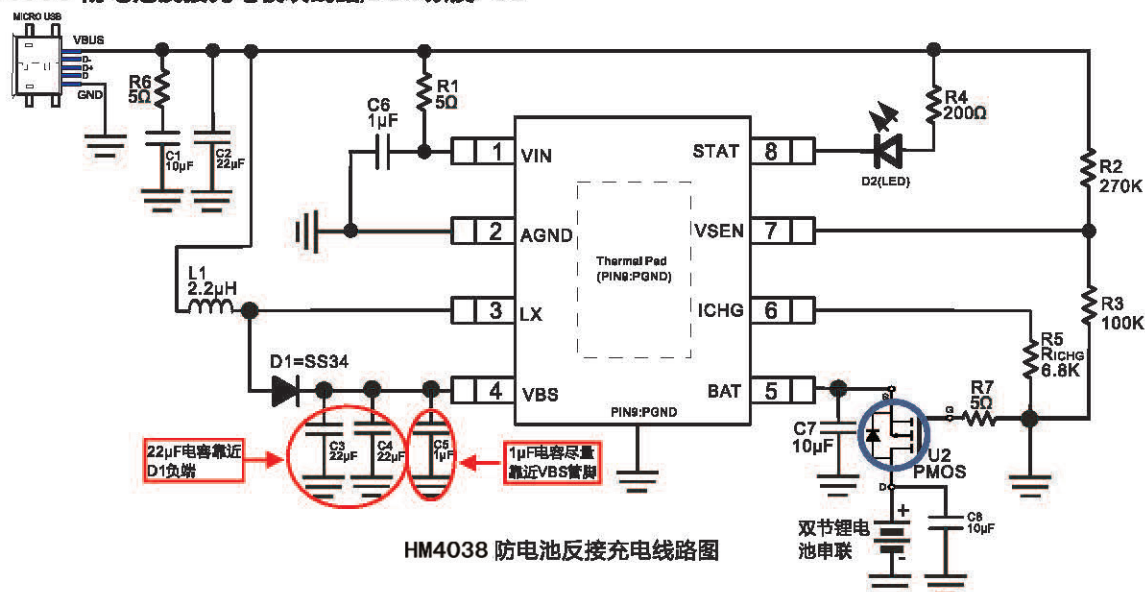 MICRO USB
VBUS
D-
D+
D
GND
R6
5Ω
C1
10μF
C2
22μF
C6
1μF
R1
5Ω
1 VIN
2 AGND
3 LX
4 VBS
STAT 8
VSEN 7
ICHG 6
BAT 5
Thermal Pad
(PIN9:PGND)
PIN9:PGND
D2(LED)
R4
200Ω
R2
270K
R3
100K
R5
RICHG
6.8K
R7
5Ω
L1
2.2μH
D1=SS34
C3
22μF
C4
22μF
C5
1μF
22μF电容靠近
D1负端
1μF电容尽量
靠近VBS管脚
C7
10μF
S
G
D
U2
PMOS
+
-
双节锂电
池串联
C8
10μF
HM4038 防电池反接充电线路图